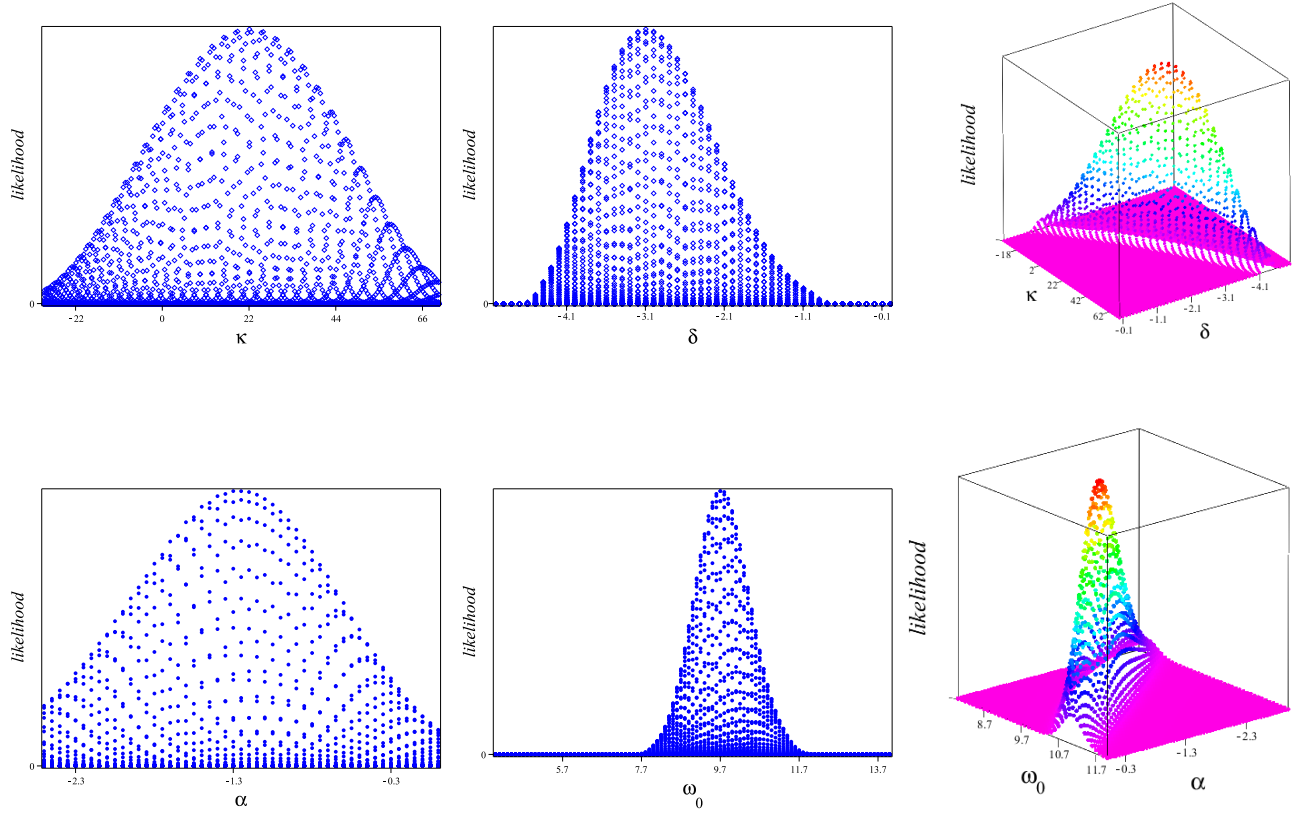 likelihood
0
-22 0 22 44 66
κ
likelihood
0
-4.1 -3.1 -2.1 -1.1 -0.1
δ
likelihood
-18 2 22 42 62
κ
-0.1 -1.1 -2.1 -3.1 -4.1
δ
likelihood
0
-2.3 -1.3 -0.3
α
likelihood
0
5.7 7.7 9.7 11.7 13.7
ω0
likelihood
8.7 9.7 10.7 11.7
ω0
-0.3 -1.3 -2.3
α